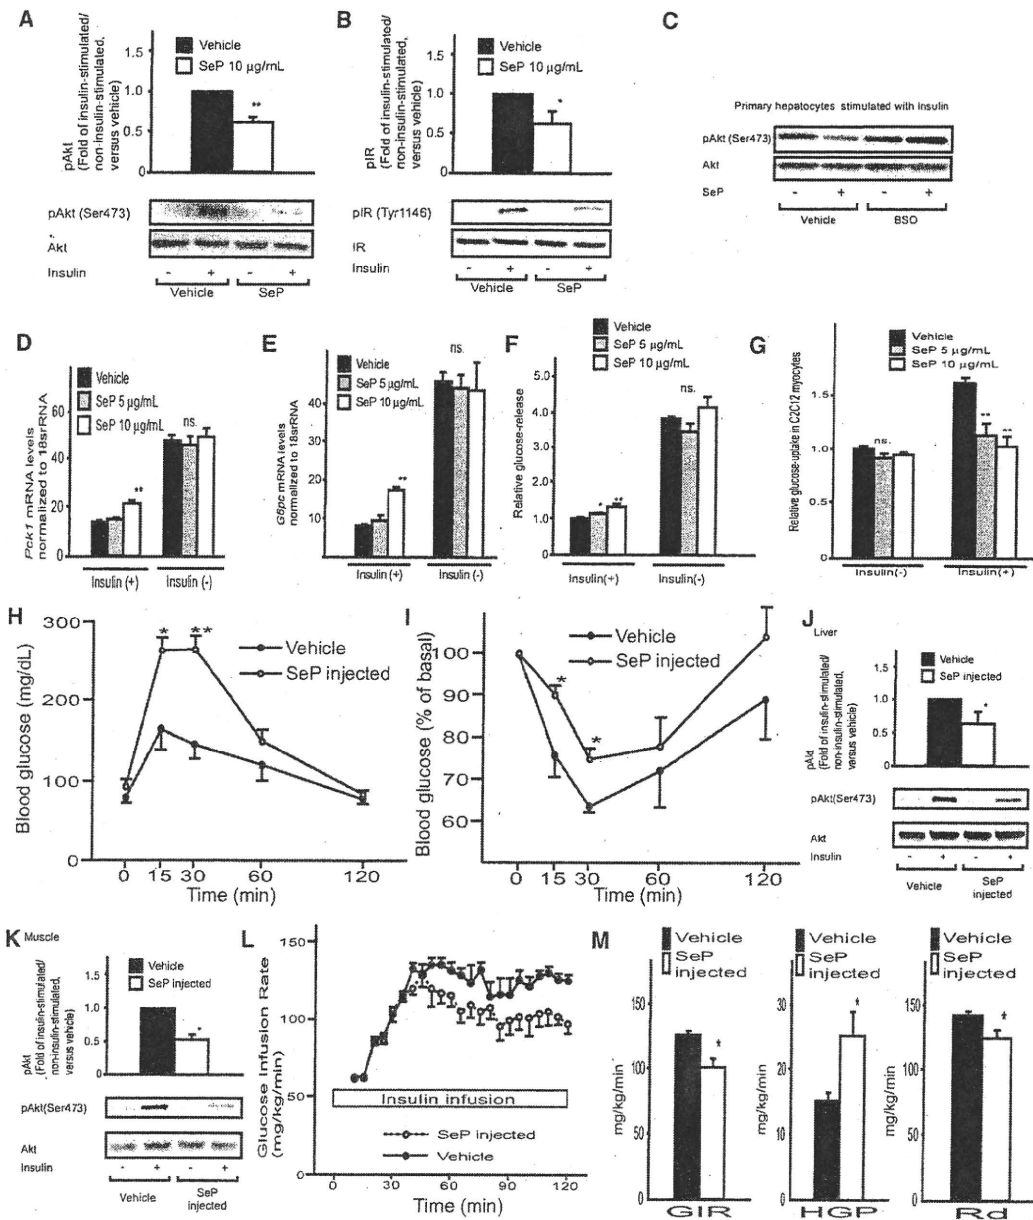 A
pAkt
(Fold of insulin-stimulated/
non-insulin-stimulated,
versus vehicle)
1.5
1.0
0.5
Vehicle
SeP 10 µg/mL
**
pAkt (Ser473)
Akt
Insulin
- + - +
Vehicle SeP
B
pIR
(Fold of insulin-stimulated/
non-insulin-stimulated,
versus vehicle)
1.5
1.0
0.5
Vehicle
SeP 10 µg/mL
*
pIR (Tyr1146)
IR
Insulin
- + - +
Vehicle SeP
C
Primary hepatocytes stimulated with insulin
pAkt (Ser473)
Akt
SeP
- + - +
Vehicle BSO
D
Pck1 mRNA levels
normalized to 18srRNA
60
40
20
0
Vehicle
SeP 5 µg/mL
SeP 10 µg/mL
ns.
**
Insulin (+) Insulin (-)
E
G6pc mRNA levels
normalized to 18srRNA
40
30
20
10
Vehicle
SeP 5 µg/mL
SeP 10 µg/mL
ns.
**
Insulin (+) Insulin (-)
F
Relative glucose-release
5.0
4.0
3.0
2.0
1.0
0.0
Vehicle
SeP 5 µg/mL
SeP 10 µg/mL
ns.
* **
Insulin(+) Insulin(-)
G
Relative glucose-uptake in C2C12 myocytes
1.5
1.0
0
Vehicle
SeP 5 µg/mL
SeP 10 µg/mL
ns.
**
**
Insulin(-) Insulin(+)
H
Blood glucose (mg/dL)
300
200
100
0
* **
Vehicle
SeP injected
0 15 30 60 120
Time (min)
I
Blood glucose (% of basal)
100
90
80
70
60
*
*
Vehicle
SeP injected
0 15 30 60 120
Time (min)
J Liver
pAkt
(Fold of insulin-stimulated/
non-insulin-stimulated,
versus vehicle)
1.5
1.0
0.5
Vehicle
SeP injected
*
pAkt(Ser473)
Akt
Insulin
- + - +
Vehicle SeP
injected
K Muscle
pAkt
(Fold of insulin-stimulated/
non-insulin-stimulated,
versus vehicle)
1.5
1.0
0.5
0
Vehicle
SeP injected
*
pAkt(Ser473)
Akt
Insulin
- + - +
Vehicle SeP
injected
L
Glucose Infusion Rate
(mg/kg/min)
150
100
50
0
Insulin infusion
SeP injected
Vehicle
0 30 60 90 120
Time (min)
M
Vehicle
SeP
injected
mg/kg/min
150
100
50
0
†
GIR
Vehicle
SeP
injected
mg/kg/min
30
20
10
0
†
HGP
Vehicle
SeP
injected
mg/kg/min
150
100
50
0
†
Rd